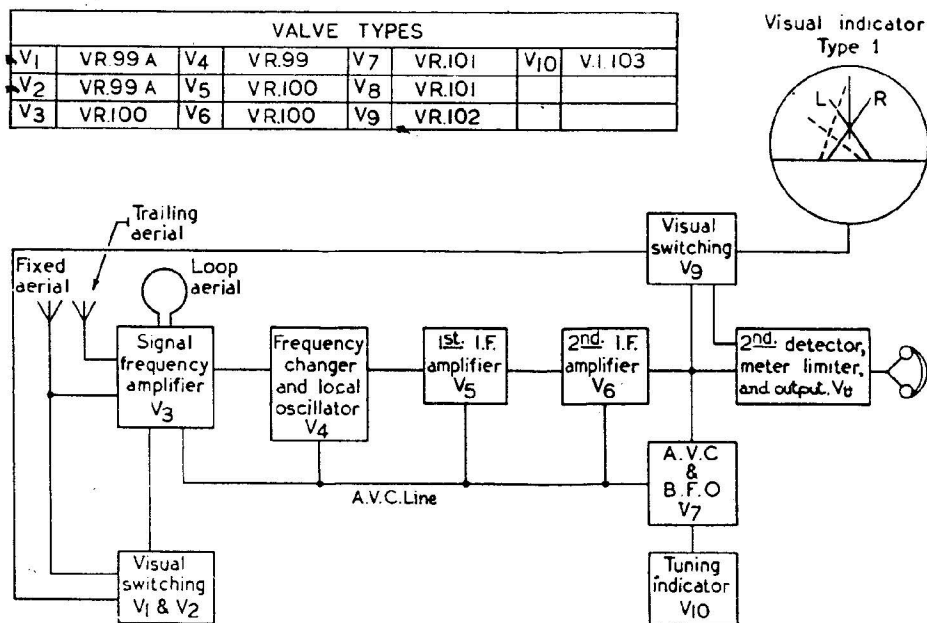 VALVE TYPES
V1 VR.99 A V4 VR.99 V7 VR.101 V10 V.I.103
V2 VR.99 A V5 VR.100 V8 VR.101
V3 VR.100 V6 VR.100 V9 VR.102
Visual indicator
Type 1
L R
Trailing
aerial
Fixed
aerial
Loop
aerial
Visual
switching
V9
Signal
frequency
amplifier
V3
Frequency
changer
and local
oscillator
V4
1st. I.F.
amplifier
V5
2nd. I.F.
amplifier
V6
2nd. detector,
meter limiter,
and output. V8
A.V.C.Line
A.V.C
&
B.F.O
V7
Visual
switching
V1 & V2
Tuning
indicator
V10